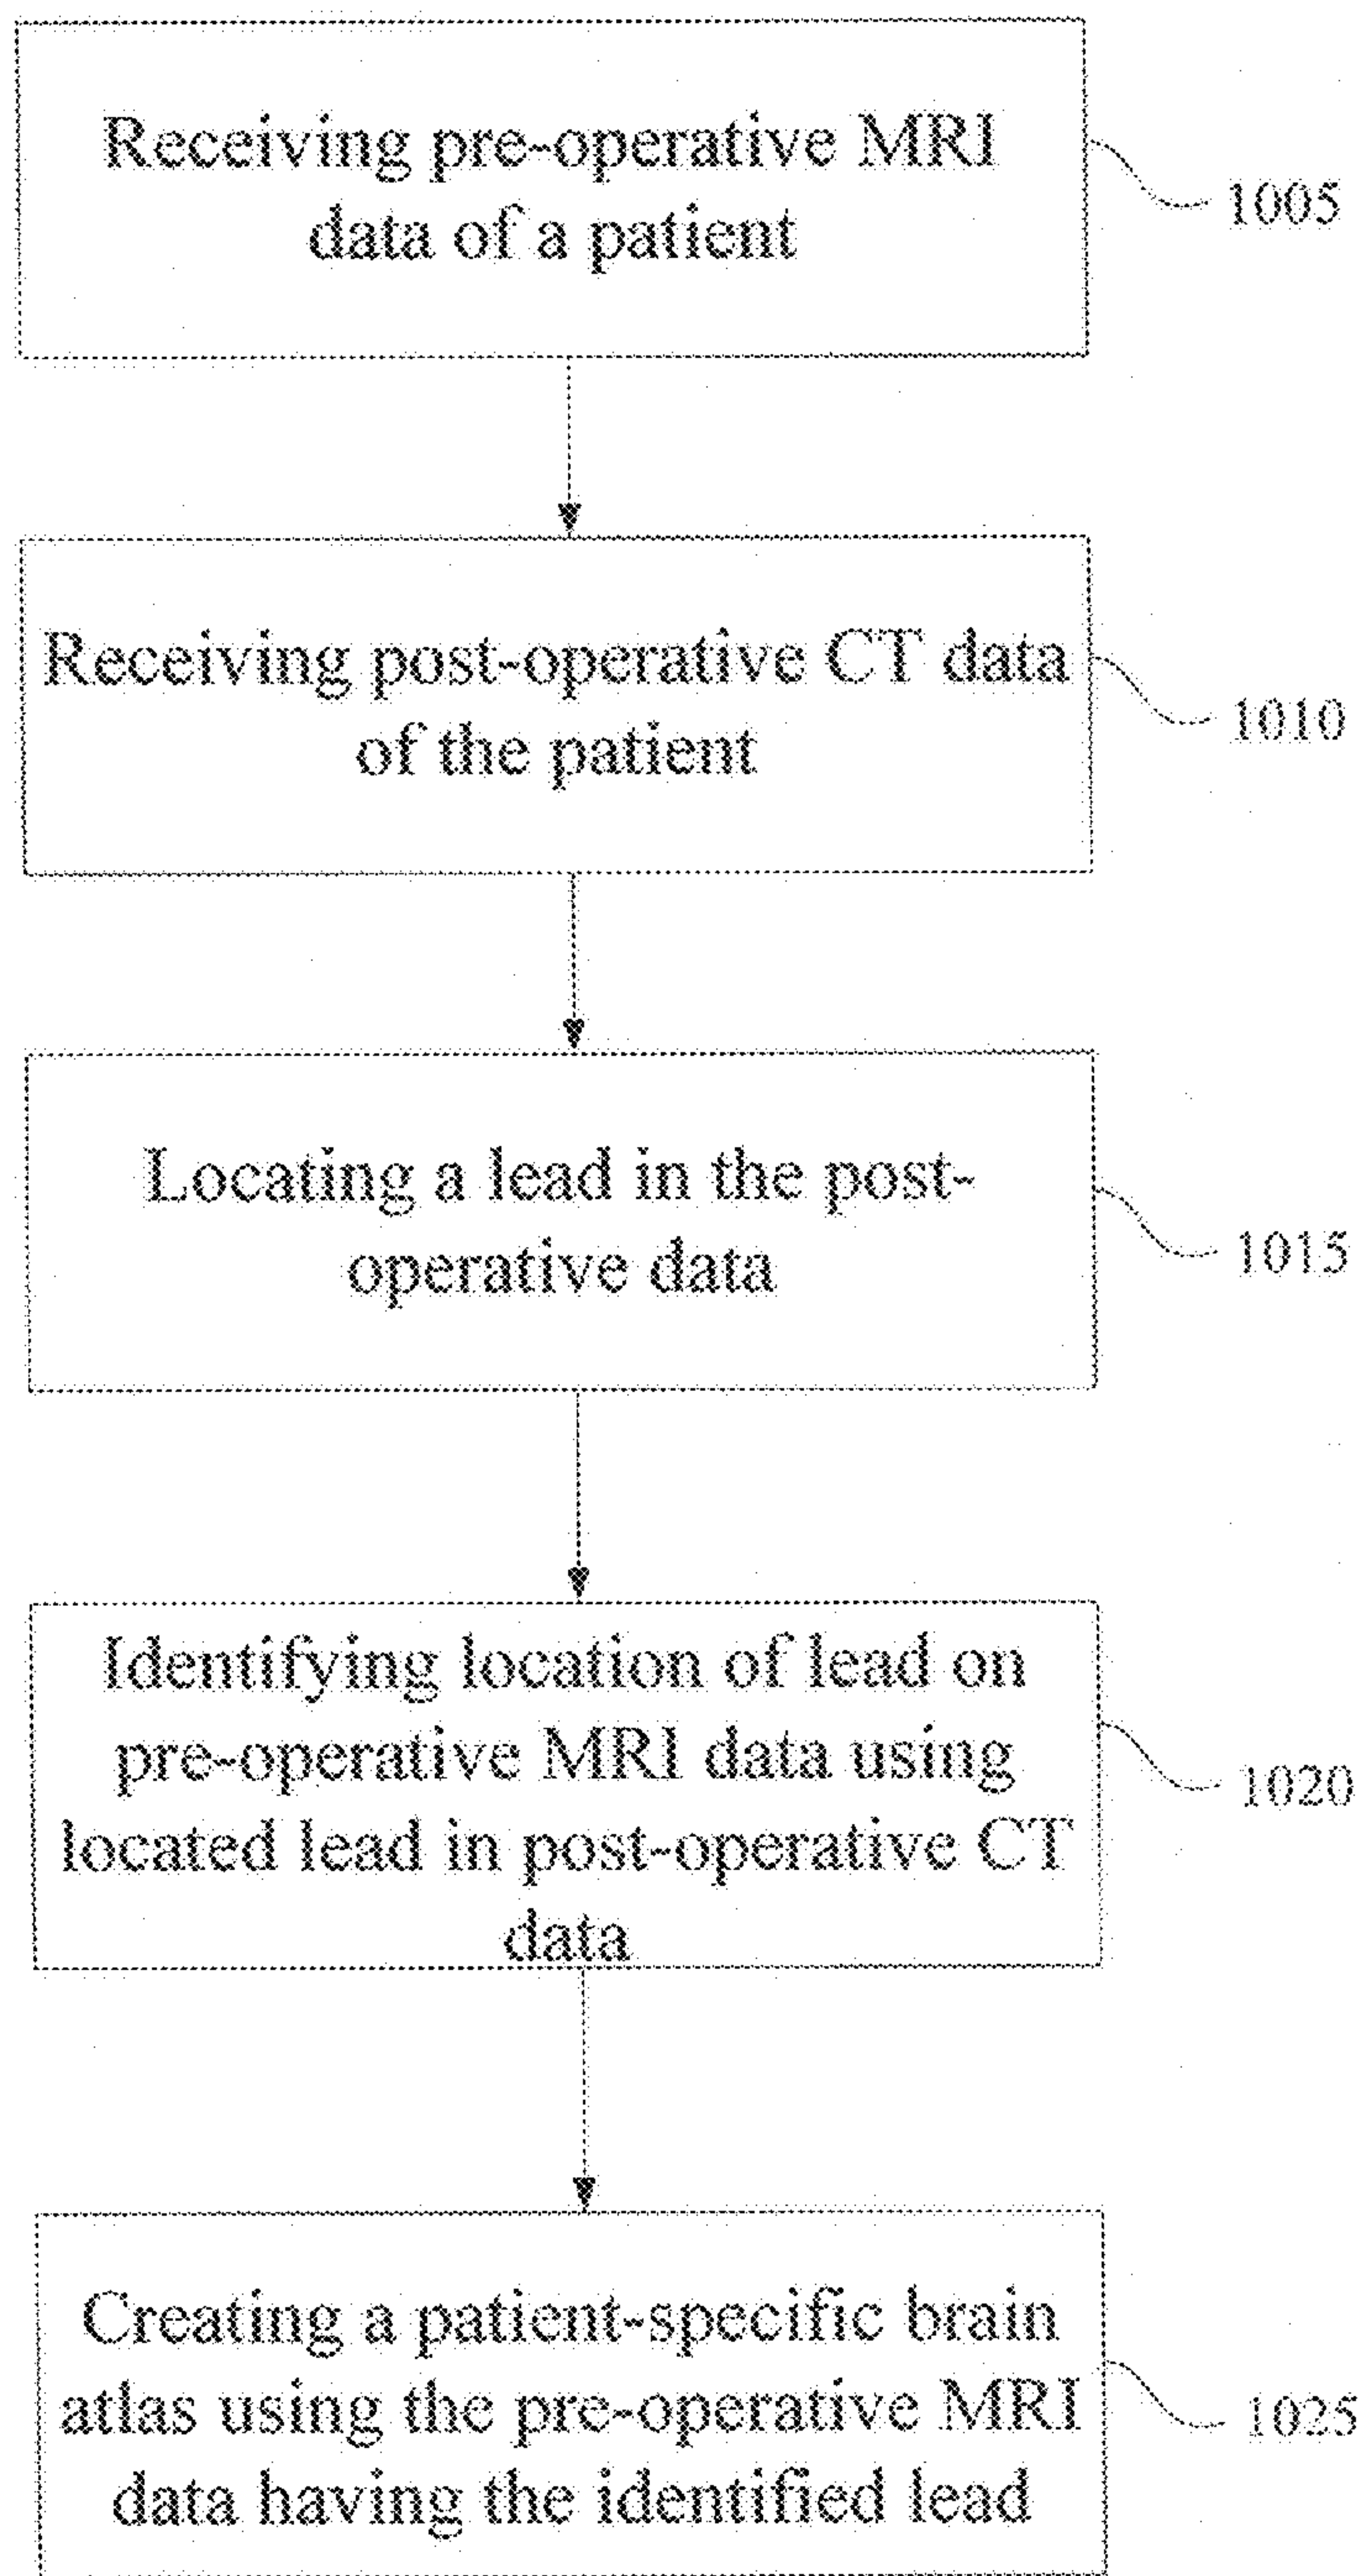 Receiving pre-operative MRI
data of a patient
1005
Receiving post-operative CT data
of the patient
1010
Locating a lead in the post-
operative data
1015
Identifying location of lead on
pre-operative MRI data using
located lead in post-operative CT
data
1020
Creating a patient-specific brain
atlas using the pre-operative MRI
data having the identified lead
1025